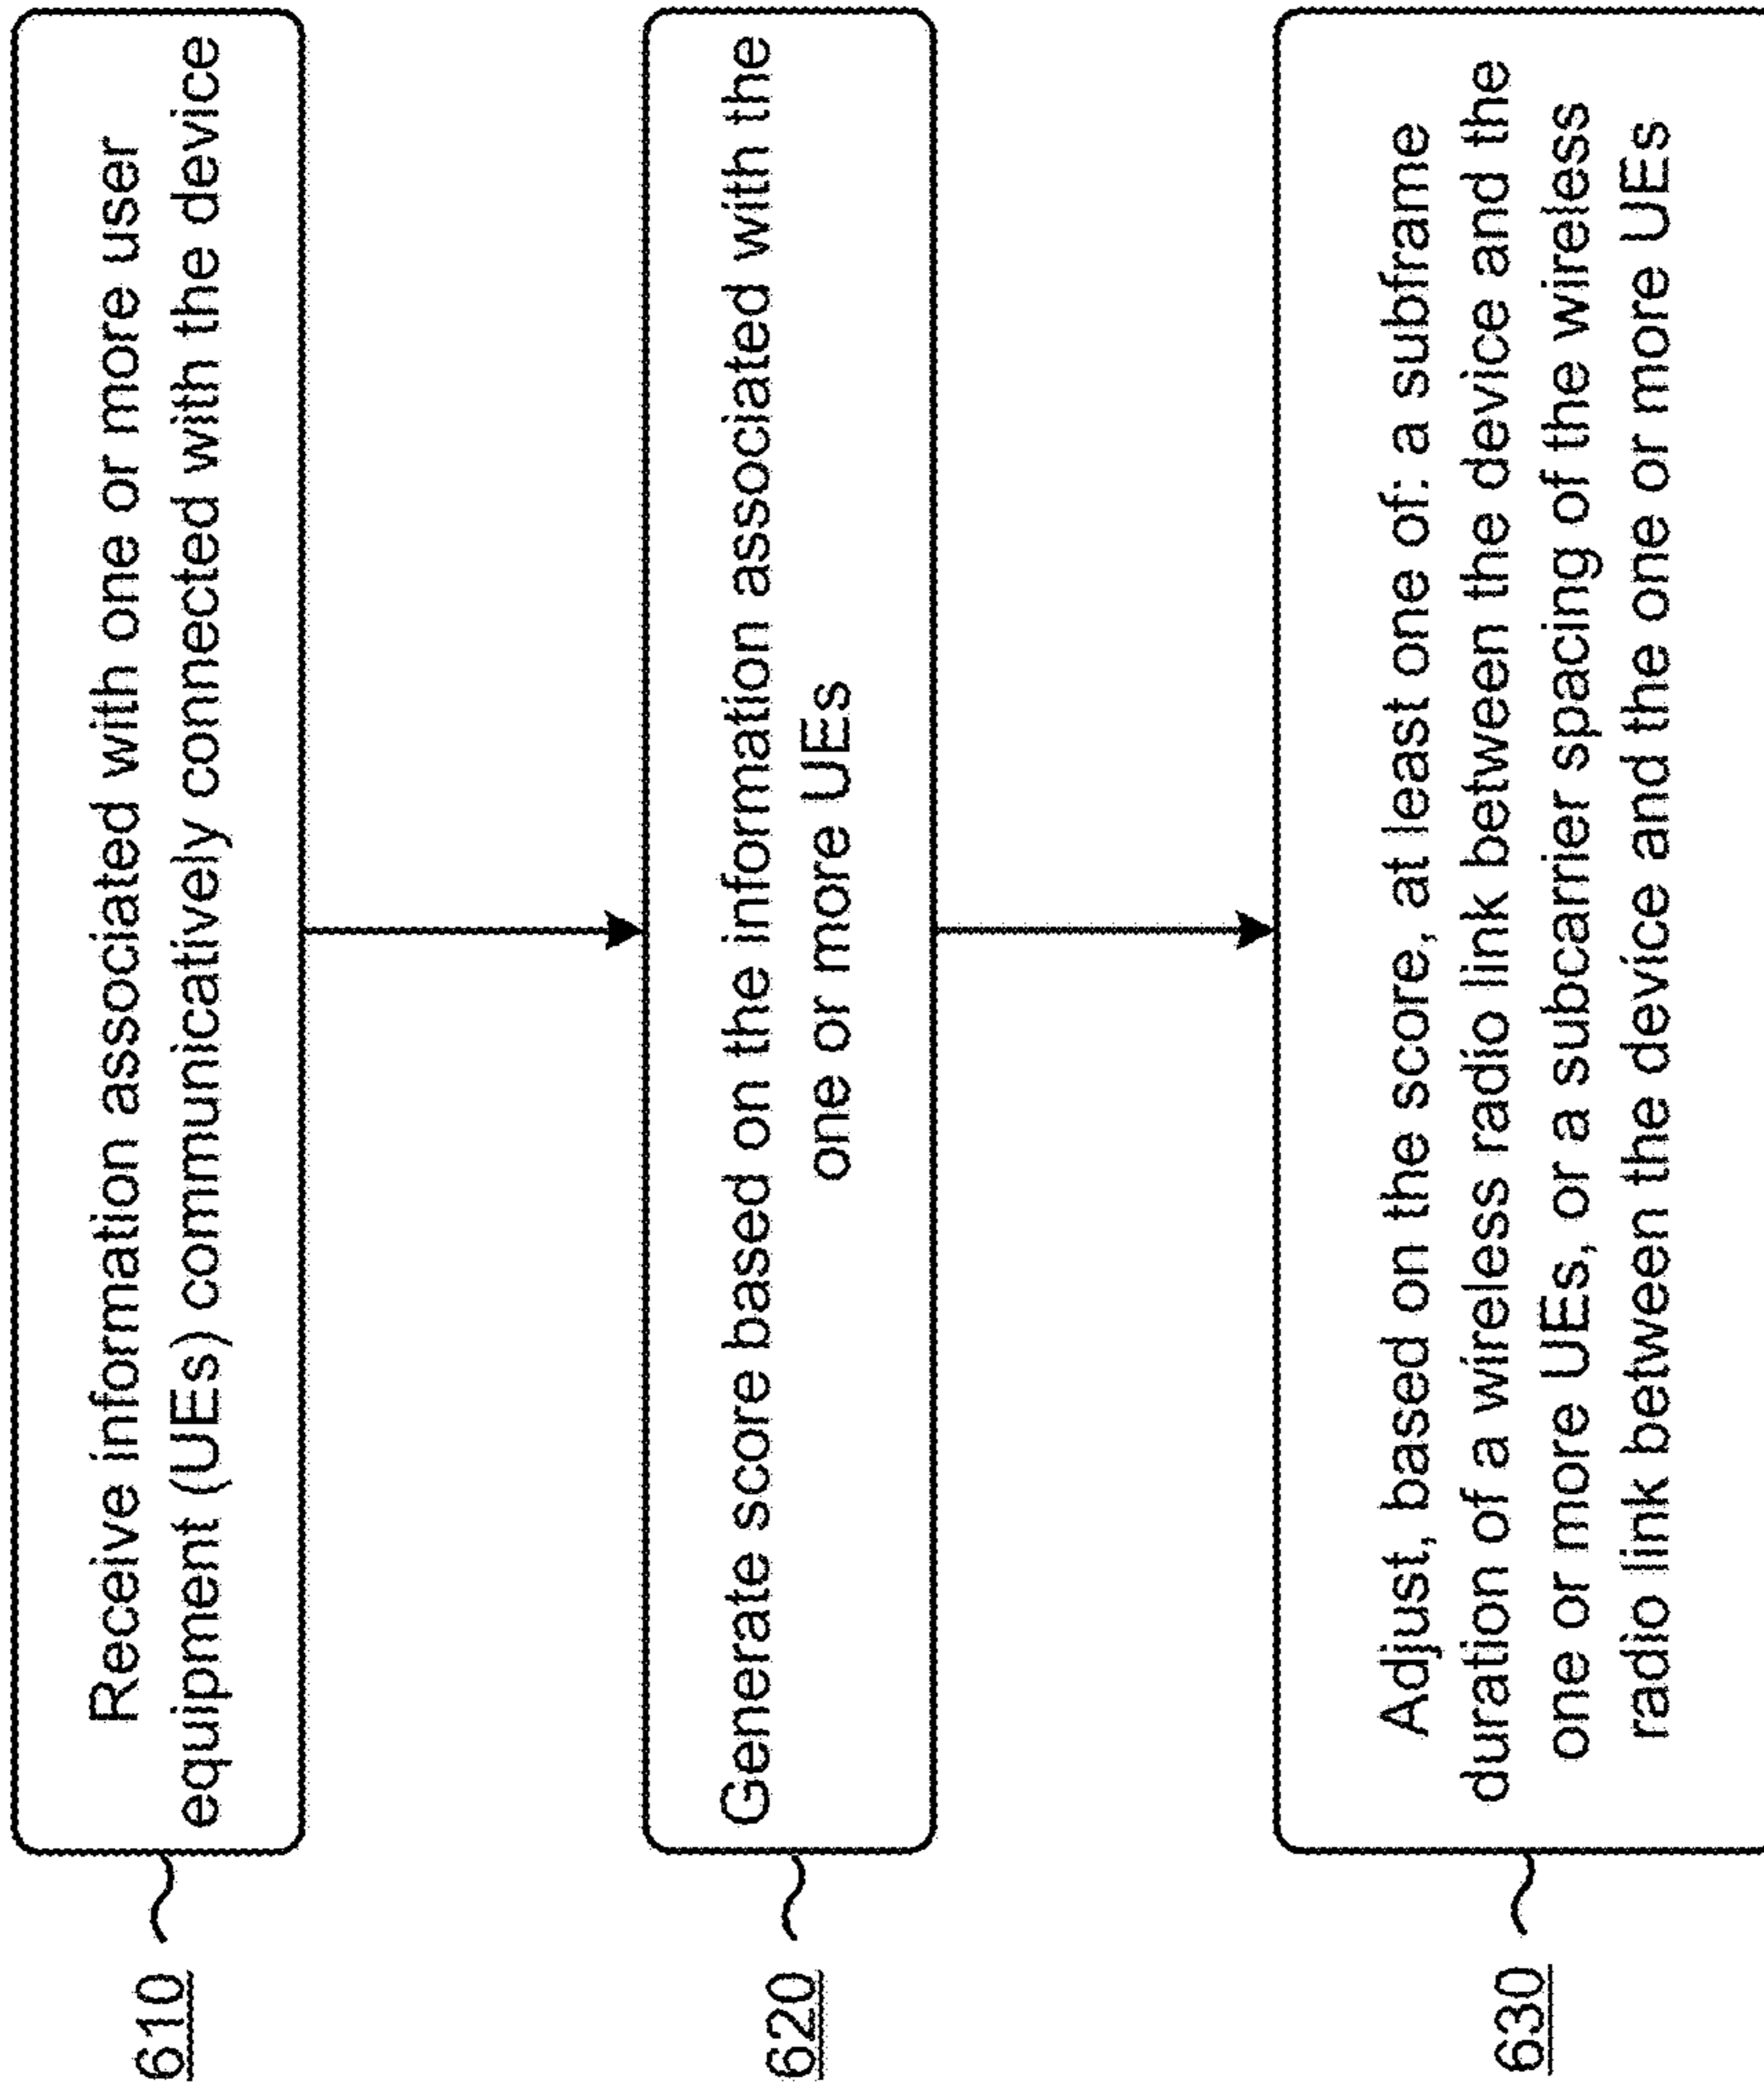 610
Receive information associated with one or more user
equipment (UEs) communicatively connected with the device
620
Generate score based on the information associated with the
one or more UEs
630
Adjust, based on the score, at least one of: a subframe
duration of a wireless radio link between the device and the
one or more UEs, or a subcarrier spacing of the wireless
radio link between the device and the one or more UEs